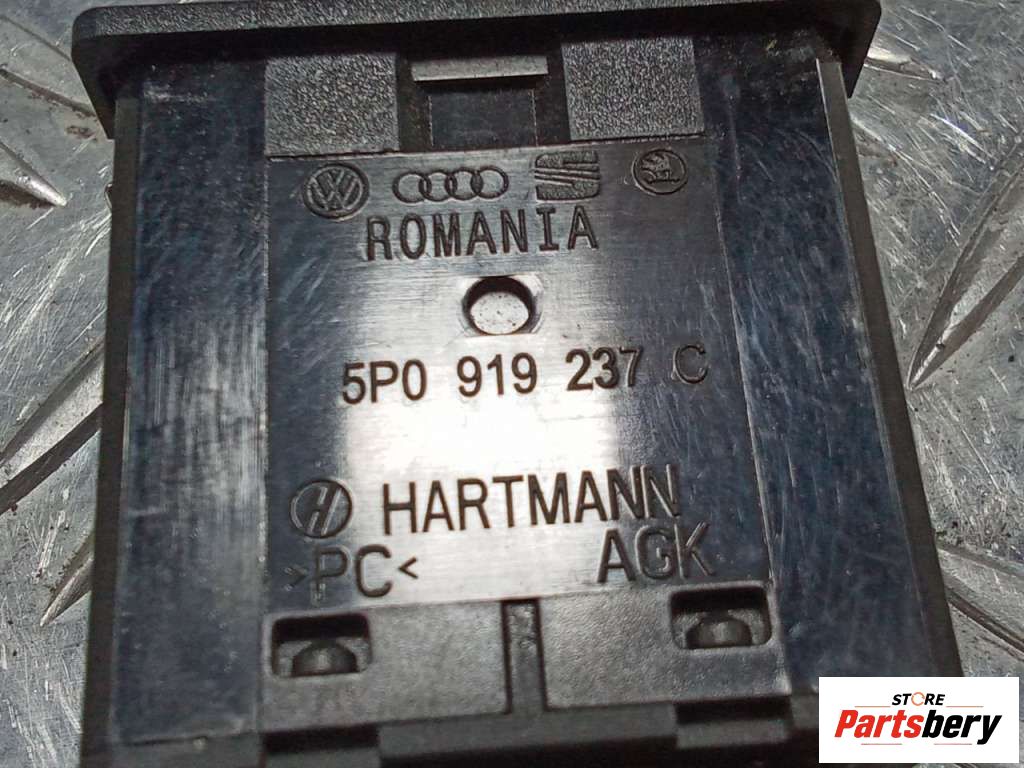 ROMANIA
5P0 919 237 C
H HARTMANN
>PC< AGK
STORE
Partsbery